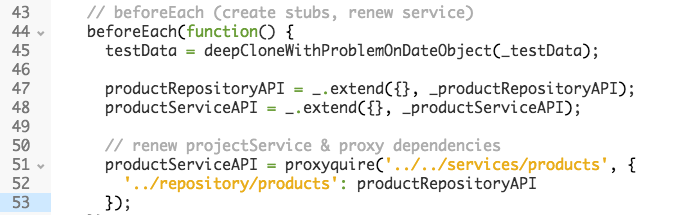 43 // beforeEach (create stubs, renew service)
44 beforeEach(function() {
45 testData = deepCloneWithProblemOnDateObject(_testData);
46
47 productRepositoryAPI = _.extend({}, _productRepositoryAPI);
48 productServiceAPI = _.extend({}, _productServiceAPI);
49
50 // renew projectService & proxy dependencies
51 productServiceAPI = proxyquire('../../services/products', {
52 '../repository/products': productRepositoryAPI
53 });